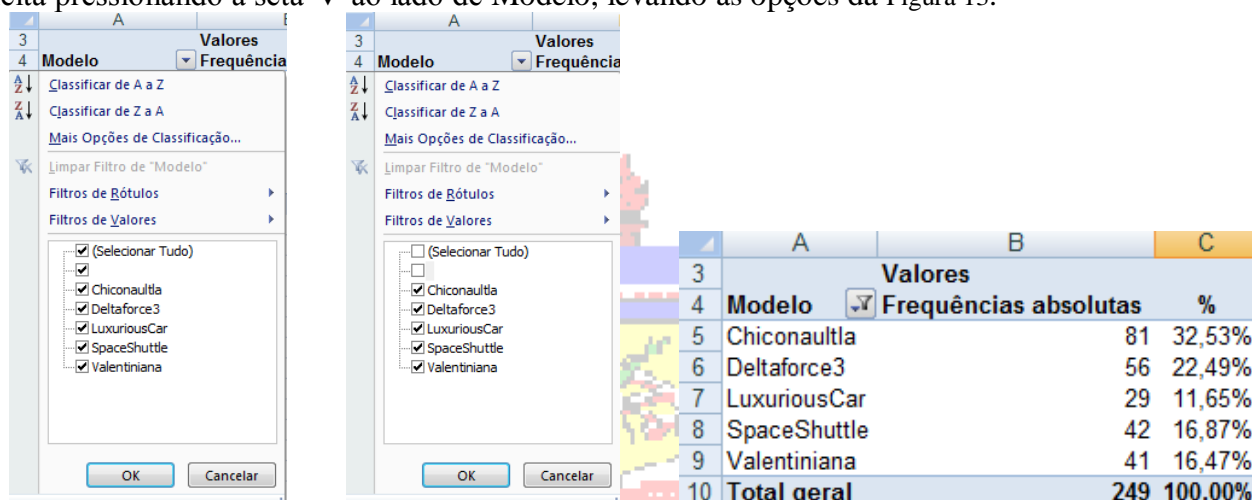 eita pressionando a seta V ao lado de Modelo, levando às opções da Figura 13.
A
3 Valores
4 Modelo Frequência
Classificar de A a Z
Classificar de Z a A
Mais Opções de Classificação...
Limpar Filtro de "Modelo"
Filtros de Rótulos
Filtros de Valores
(Selecionar Tudo)
Chiconaultla
Deltaforce3
LuxuriousCar
SpaceShuttle
Valentiniana
OK Cancelar
A
3 Valores
4 Modelo Frequência
Classificar de A a Z
Classificar de Z a A
Mais Opções de Classificação...
Limpar Filtro de "Modelo"
Filtros de Rótulos
Filtros de Valores
(Selecionar Tudo)
Chiconaultla
Deltaforce3
LuxuriousCar
SpaceShuttle
Valentiniana
OK Cancelar
A B C
3 Valores
4 Modelo Frequências absolutas %
5 Chiconaultla 81 32,53%
6 Deltaforce3 56 22,49%
7 LuxuriousCar 29 11,65%
8 SpaceShuttle 42 16,87%
9 Valentiniana 41 16,47%
10 Total geral 249 100,00%